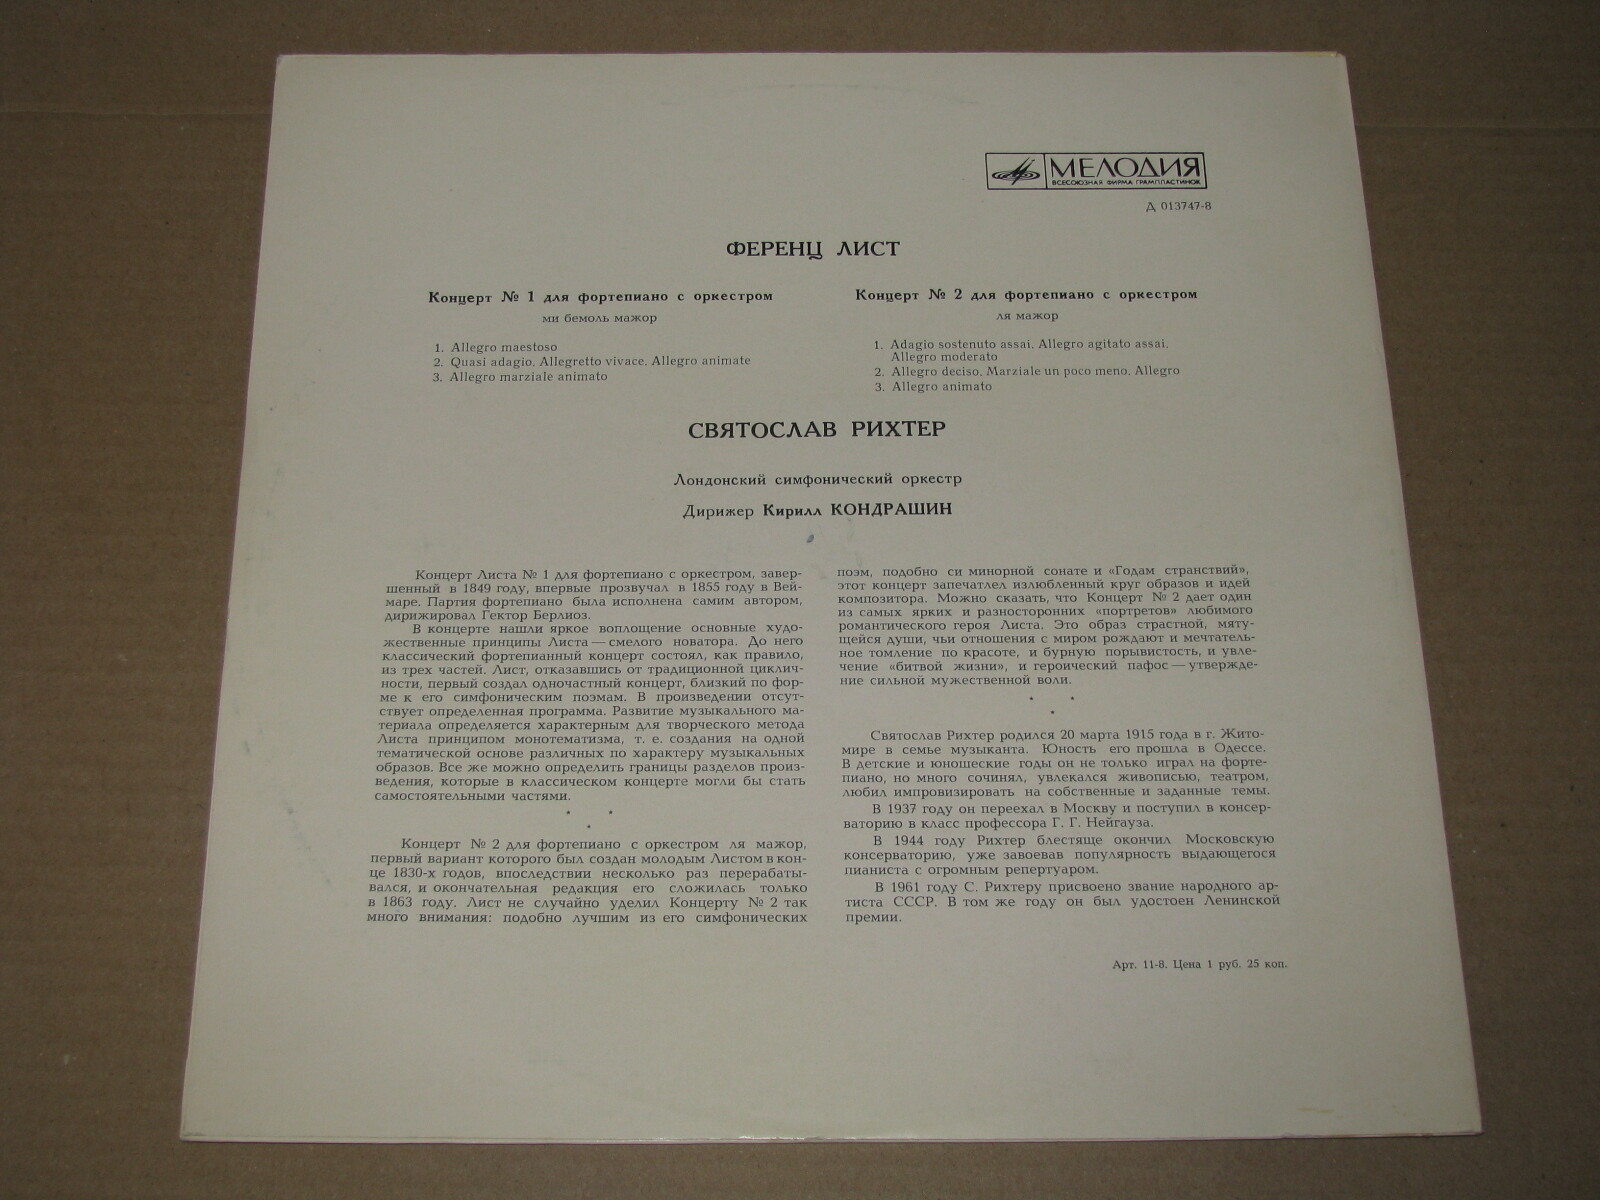 МЕЛОДИЯ
ВСЕСОЮЗНАЯ ФИРМА ГРАМПЛАСТИНОК
Д 013747-8
ФЕРЕНЦ ЛИСТ
Концерт № 1 для фортепиано с оркестром
ми бемоль мажор
1. Allegro maestoso
2. Quasi adagio. Allegretto vivace. Allegro animate
3. Allegro marziale animato
Концерт № 2 для фортепиано с оркестром
ля мажор
1. Adagio sostenuto assai. Allegro agitato assai.
Allegro moderato
2. Allegro deciso. Marziale un poco meno. Allegro
3. Allegro animato
СВЯТОСЛАВ РИХТЕР
Лондонский симфонический оркестр
Дирижер Кирилл КОНДРАШИН
Концерт Листа № 1 для фортепиано с оркестром, завер-
шенный в 1849 году, впервые прозвучал в 1855 году в Вей-
маре. Партия фортепиано была исполнена самим автором,
дирижировал Гектор Берлиоз.
В концерте нашли яркое воплощение основные худо-
жественные принципы Листа — смелого новатора. До него
классический фортепианный концерт состоял, как правило,
из трех частей. Лист, отказавшись от традиционной циклич-
ности, первый создал одночастный концерт, близкий по фор-
ме к его симфоническим поэмам. В произведении отсут-
ствует определенная программа. Развитие музыкального ма-
териала определяется характерным для творческого метода
Листа принципом монотематизма, т. е. создания на одной
тематической основе различных по характеру музыкальных
образов. Все же можно определить границы разделов произ-
ведения, которые в классическом концерте могли бы стать
самостоятельными частями.
Концерт № 2 для фортепиано с оркестром ля мажор,
первый вариант которого был создан молодым Листом в кон-
це 1830-х годов, впоследствии несколько раз перерабаты-
вался, и окончательная редакция его сложилась только
в 1863 году. Лист не случайно уделил Концерту № 2 так
много внимания: подобно лучшим из его симфонических
поэм, подобно си минорной сонате и «Годам странствий»,
этот концерт запечатлел излюбленный круг образов и идей
композитора. Можно сказать, что Концерт № 2 дает один
из самых ярких и разносторонних «портретов» любимого
романтического героя Листа. Это образ страстной, мяту-
щейся души, чьи отношения с миром рождают и мечтатель-
ное томление по красоте, и бурную порывистость, и увле-
чение «битвой жизни», и героический пафос — утвержде-
ние сильной мужественной воли.
Святослав Рихтер родился 20 марта 1915 года в г. Жито-
мире в семье музыканта. Юность его прошла в Одессе.
В детские и юношеские годы он не только играл на форте-
пиано, но много сочинял, увлекался живописью, театром,
любил импровизировать на собственные и заданные темы.
В 1937 году он переехал в Москву и поступил в консер-
ваторию в класс профессора Г. Г. Нейгауза.
В 1944 году Рихтер блестяще окончил Московскую
консерваторию, уже завоевав популярность выдающегося
пианиста с огромным репертуаром.
В 1961 году С. Рихтеру присвоено звание народного ар-
тиста СССР. В том же году он был удостоен Ленинской
премии.
Арт. 11-8. Цена 1 руб. 25 коп.